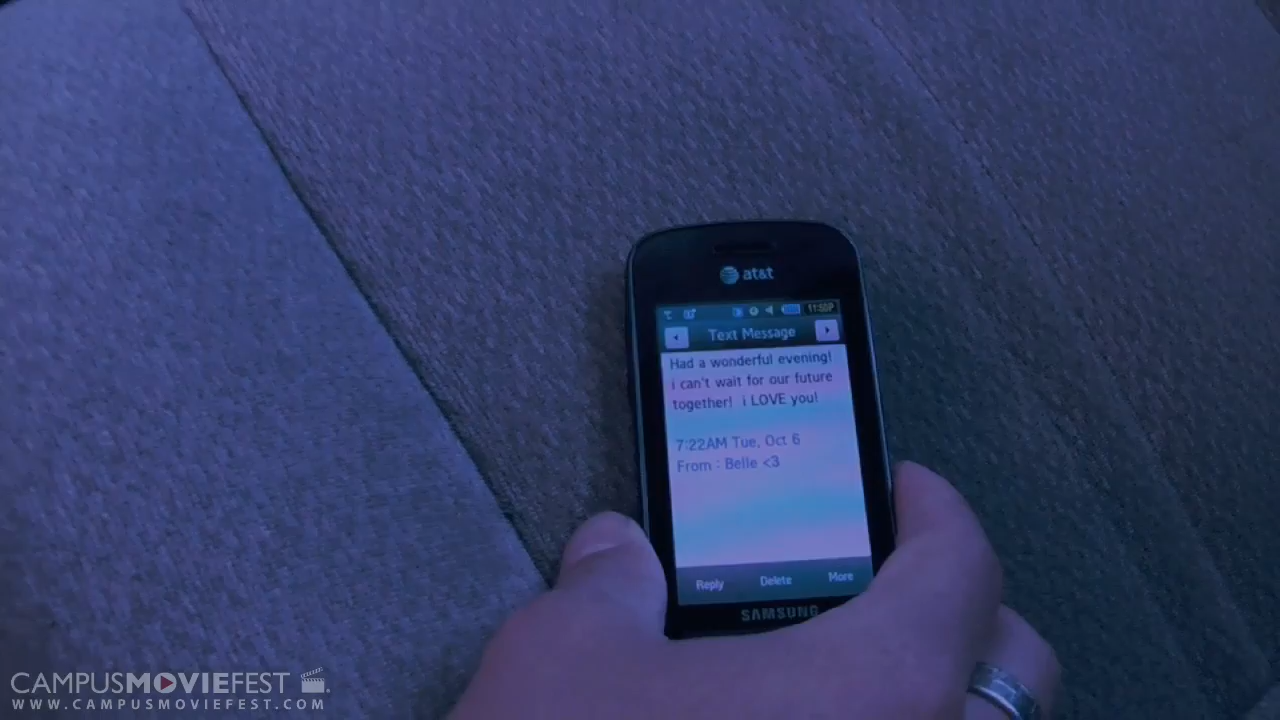 at&t
11:50P
Text Message
Had a wonderful evening!
i can't wait for our future
together! i LOVE you!
7:22AM Tue, Oct 6
From : Belle <3
Reply Delete More
SAMSUNG
CAMPUSMOVIEFEST
WWW.CAMPUSMOVIEFEST.COM